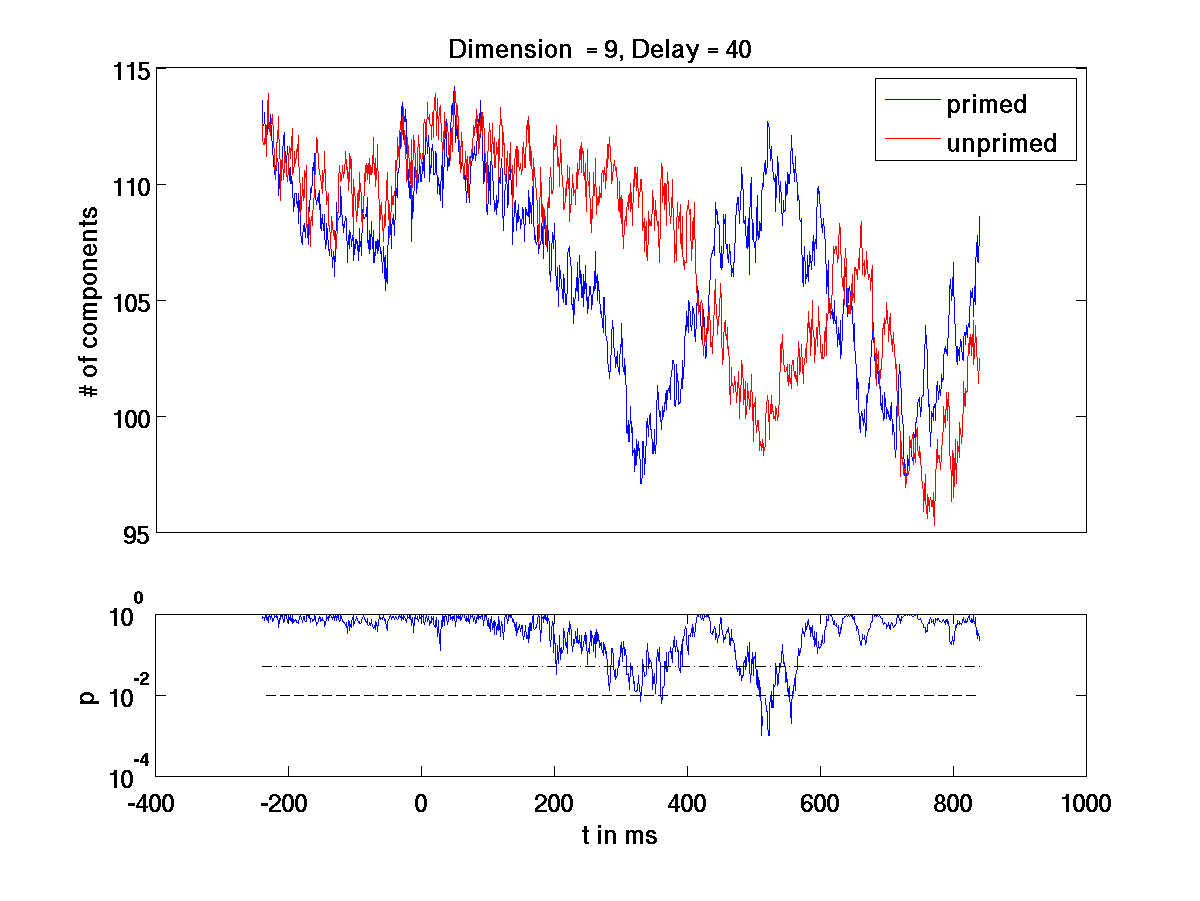 Dimension  = 9, Delay = 40
115
primed
unprimed
110
105
100
95
# of components
10^0
10^-2
10^-4
p
-400 -200 0 200 400 600 800 1000
t in ms